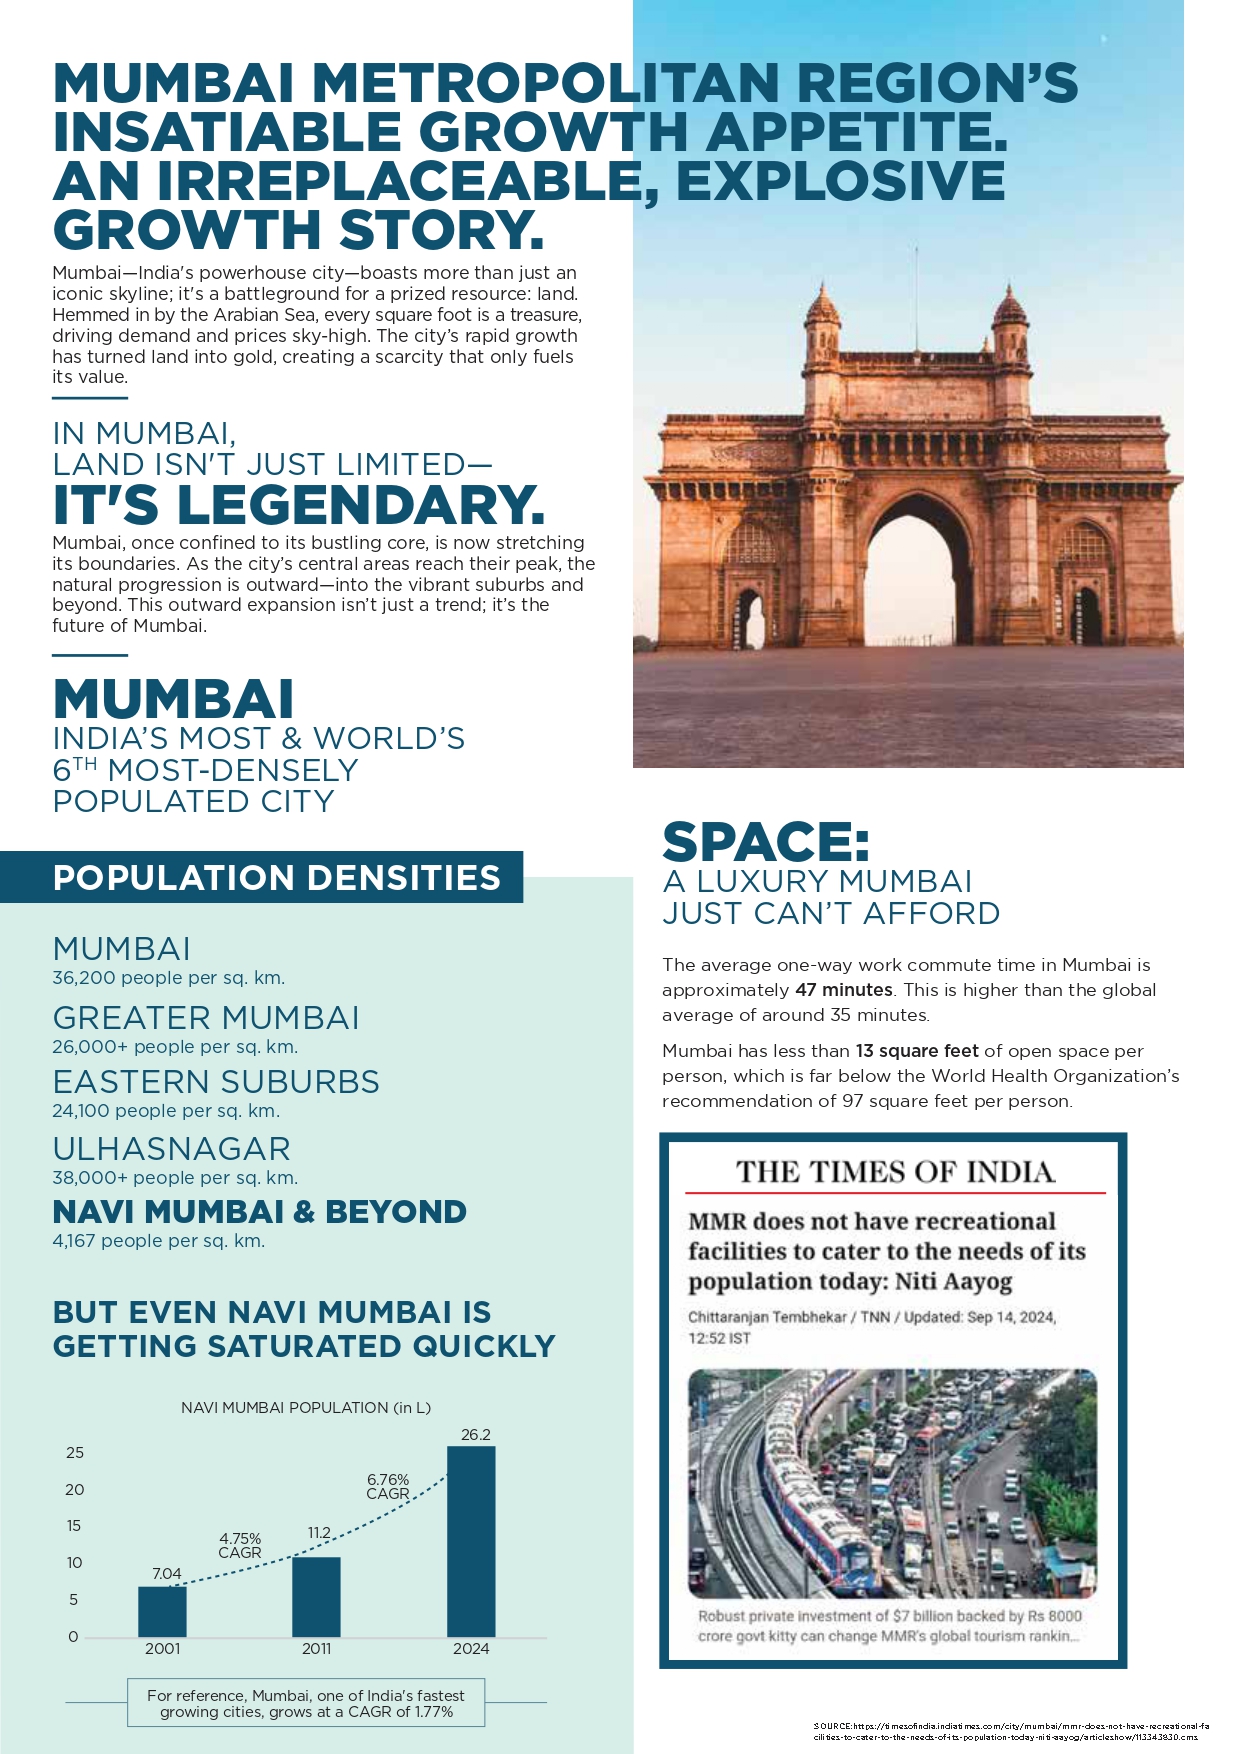 MUMBAI METROPOLITAN REGION’S
INSATIABLE GROWTH APPETITE.
AN IRREPLACEABLE, EXPLOSIVE
GROWTH STORY.
Mumbai—India's powerhouse city—boasts more than just an
iconic skyline; it's a battleground for a prized resource: land.
Hemmed in by the Arabian Sea, every square foot is a treasure,
driving demand and prices sky-high. The city’s rapid growth
has turned land into gold, creating a scarcity that only fuels
its value.
IN MUMBAI,
LAND ISN'T JUST LIMITED—
IT'S LEGENDARY.
Mumbai, once confined to its bustling core, is now stretching
its boundaries. As the city’s central areas reach their peak, the
natural progression is outward—into the vibrant suburbs and
beyond. This outward expansion isn’t just a trend; it’s the
future of Mumbai.
MUMBAI
INDIA’S MOST & WORLD’S
6TH MOST-DENSELY
POPULATED CITY
POPULATION DENSITIES
MUMBAI
36,200 people per sq. km.
GREATER MUMBAI
26,000+ people per sq. km.
EASTERN SUBURBS
24,100 people per sq. km.
ULHASNAGAR
38,000+ people per sq. km.
NAVI MUMBAI & BEYOND
4,167 people per sq. km.
BUT EVEN NAVI MUMBAI IS
GETTING SATURATED QUICKLY
NAVI MUMBAI POPULATION (in L)
25
20
15
10
5
0
7.04
4.75%
CAGR
11.2
6.76%
CAGR
26.2
2001
2011
2024
For reference, Mumbai, one of India's fastest
growing cities, grows at a CAGR of 1.77%
SPACE:
A LUXURY MUMBAI
JUST CAN’T AFFORD
The average one-way work commute time in Mumbai is
approximately 47 minutes. This is higher than the global
average of around 35 minutes.
Mumbai has less than 13 square feet of open space per
person, which is far below the World Health Organization’s
recommendation of 97 square feet per person.
THE TIMES OF INDIA
MMR does not have recreational
facilities to cater to the needs of its
population today: Niti Aayog
Chittaranjan Tembhekar / TNN / Updated: Sep 14, 2024,
12:52 IST
Robust private investment of $7 billion backed by Rs 8000
crore govt kitty can change MMR's global tourism rankin...
SOURCE:https://timesofindia.indiatimes.com/city/mumbai/mmr-does-not-have-recreational-fa
cilities-to-cater-to-the-needs-of-its-population-today-niti-aayog/articleshow/113343930.cms